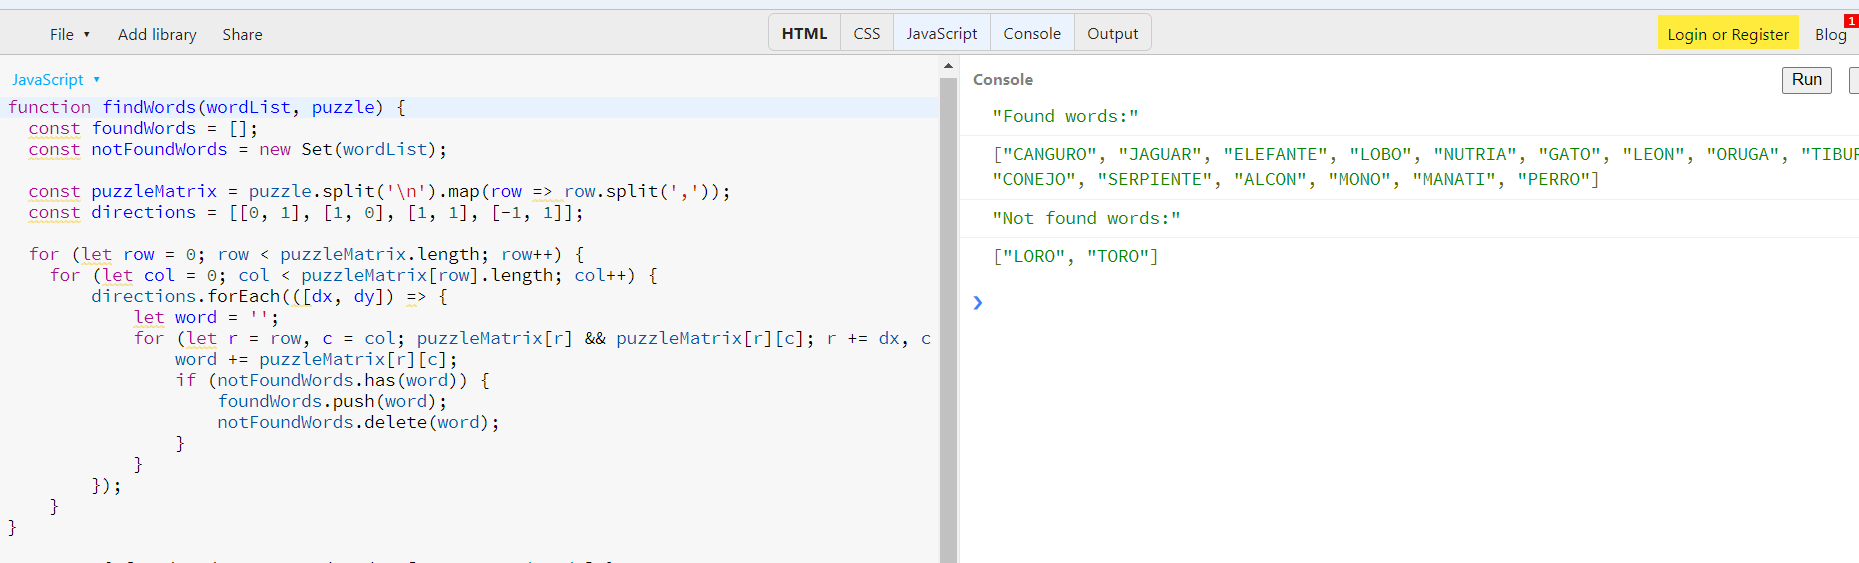 File ▾ Add library Share HTML CSS JavaScript Console Output Login or Register Blog 1
JavaScript ▾
function findWords(wordList, puzzle) {
const foundWords = [];
const notFoundWords = new Set(wordList);
const puzzleMatrix = puzzle.split('\n').map(row => row.split(','));
const directions = [[0, 1], [1, 0], [1, 1], [-1, 1]];
for (let row = 0; row < puzzleMatrix.length; row++) {
for (let col = 0; col < puzzleMatrix[row].length; col++) {
directions.forEach(([dx, dy]) => {
let word = '';
for (let r = row, c = col; puzzleMatrix[r] && puzzleMatrix[r][c]; r += dx, c
word += puzzleMatrix[r][c];
if (notFoundWords.has(word)) {
foundWords.push(word);
notFoundWords.delete(word);
}
}
});
}
}
Console Run
"Found words:"
["CANGURO", "JAGUAR", "ELEFANTE", "LOBO", "NUTRIA", "GATO", "LEON", "ORUGA", "TIBUR
"CONEJO", "SERPIENTE", "ALCON", "MONO", "MANATI", "PERRO"]
"Not found words:"
["LORO", "TORO"]